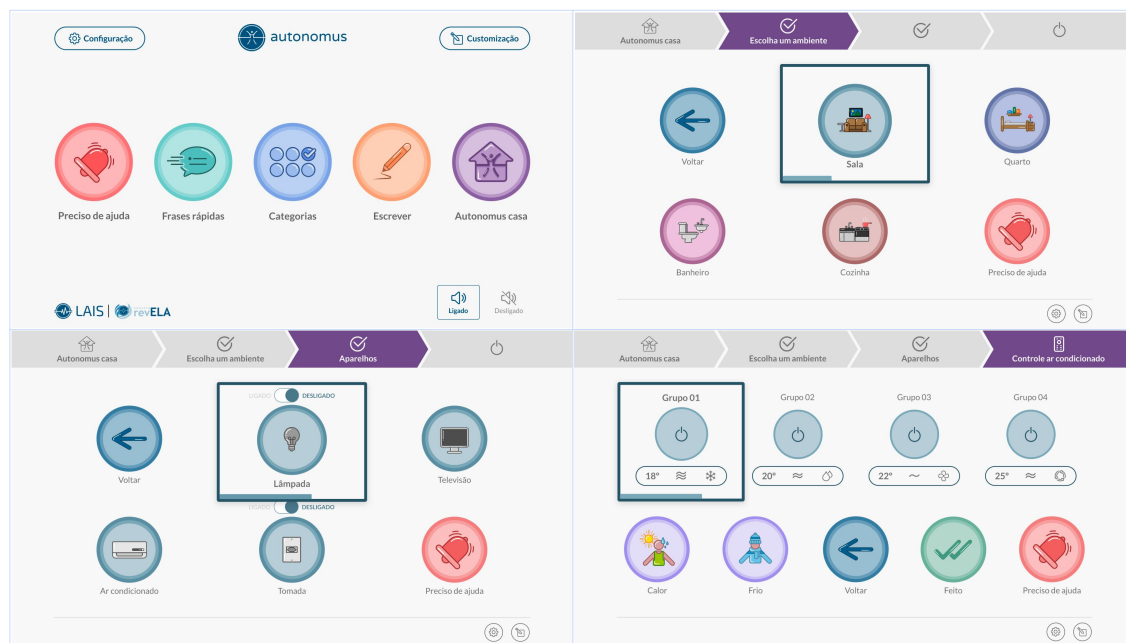 Configuração
autonomus
Customização
Preciso de ajuda
Frases rápidas
Categorias
Escrever
Autonomus casa
LAIS
revELA
Ligado
Desligado
Autonomus casa
Escolha um ambiente
Voltar
Sala
Quarto
Banheiro
Cozinha
Preciso de ajuda
Autonomus casa
Escolha um ambiente
Aparelhos
LIGADO
DESLIGADO
Voltar
Lâmpada
Televisão
LIGADO
DESLIGADO
Ar condicionado
Tomada
Preciso de ajuda
Autonomus casa
Escolha um ambiente
Aparelhos
Controle ar condicionado
Grupo 01
Grupo 02
Grupo 03
Grupo 04
18°
20°
22°
25°
Calor
Frio
Voltar
Feito
Preciso de ajuda